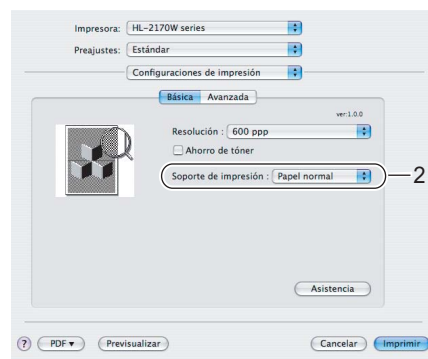 Impresora: HL-2170W series
Preajustes: Estándar
Configuraciones de impresión
Básica Avanzada
ver:1.0.0
Resolución : 600 ppp
Ahorro de tóner
Soporte de impresión : Papel normal
2
Asistencia
? PDF Previsualizar Cancelar Imprimir